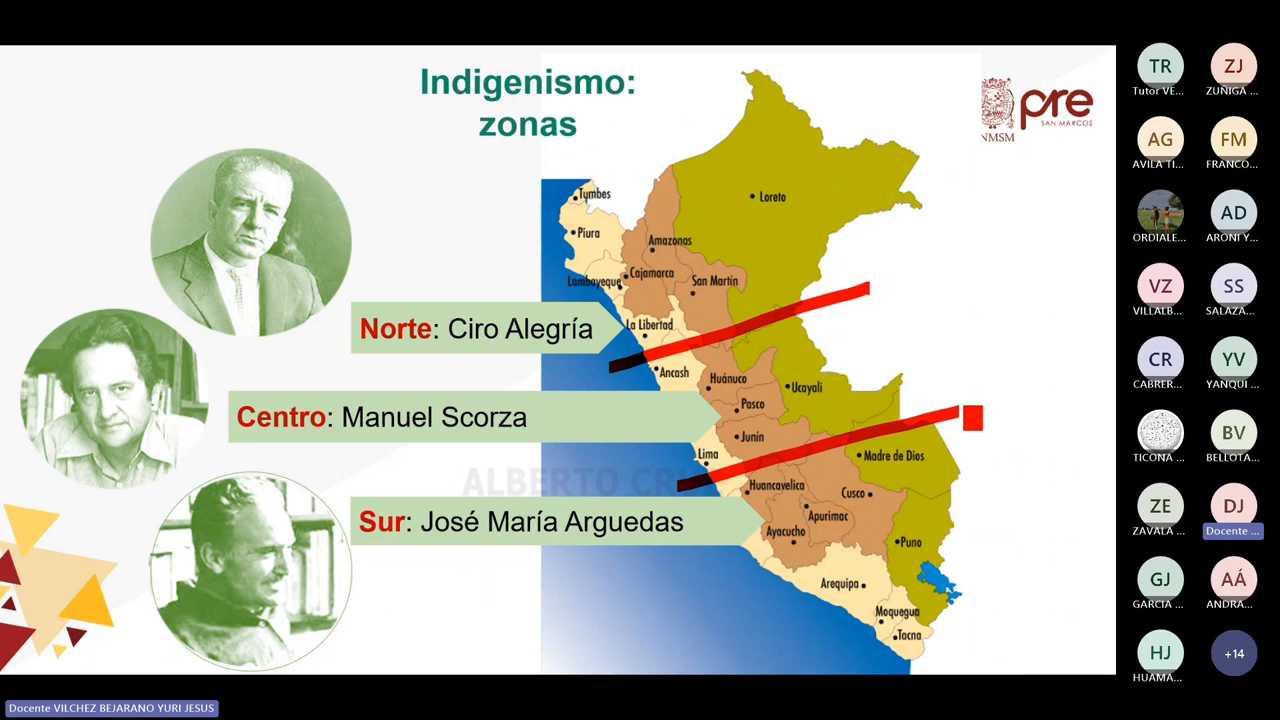 Indigenismo:
zonas
NMSM
pre
SAN MARCOS
Tumbes
Piura
Loreto
Amazonas
Lambayeque
Cajamarca
San Martín
Norte: Ciro Alegría
La Libertad
Ancash
Huánuco
Ucayali
Pasco
Centro: Manuel Scorza
Junín
Lima
Madre de Dios
Huancavelica
Cusco
Sur: José María Arguedas
Apurimac
Ayacucho
Puno
Arequipa
Moquegua
Tacna
ALBERTO CRU
TR
Tutor VE...
ZJ
ZUÑIGA ...
AG
AVILA TI...
FM
FRANCO...
ORDIALE...
AD
ARONI Y...
VZ
VILLALB...
SS
SALAZA...
CR
CABRER...
YV
YANQUI ...
TICONA ...
BV
BELLOTA...
ZE
ZAVALA ...
DJ
Docente ...
GJ
GARCIA ...
AÁ
ANDRA...
HJ
HUAMA...
+14
Docente VILCHEZ BEJARANO YURI JESUS